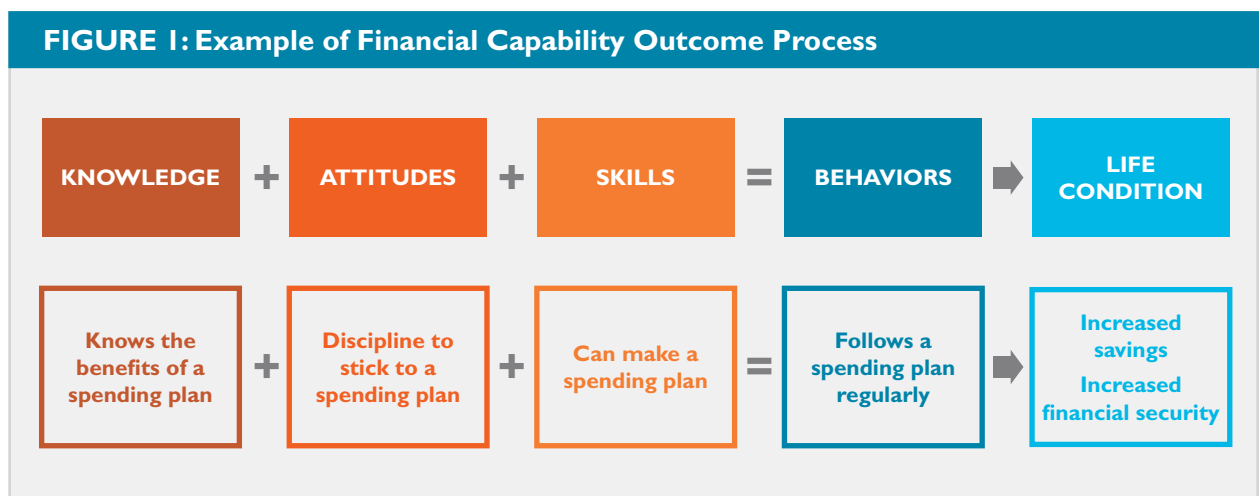 FIGURE 1: Example of Financial Capability Outcome Process
KNOWLEDGE + ATTITUDES + SKILLS = BEHAVIORS LIFE
CONDITION
Knows the
benefits of a
spending plan
+
Discipline to
stick to a
spending plan
+
Can make a
spending plan
=
Follows a
spending plan
regularly
Increased
savings
Increased
financial security